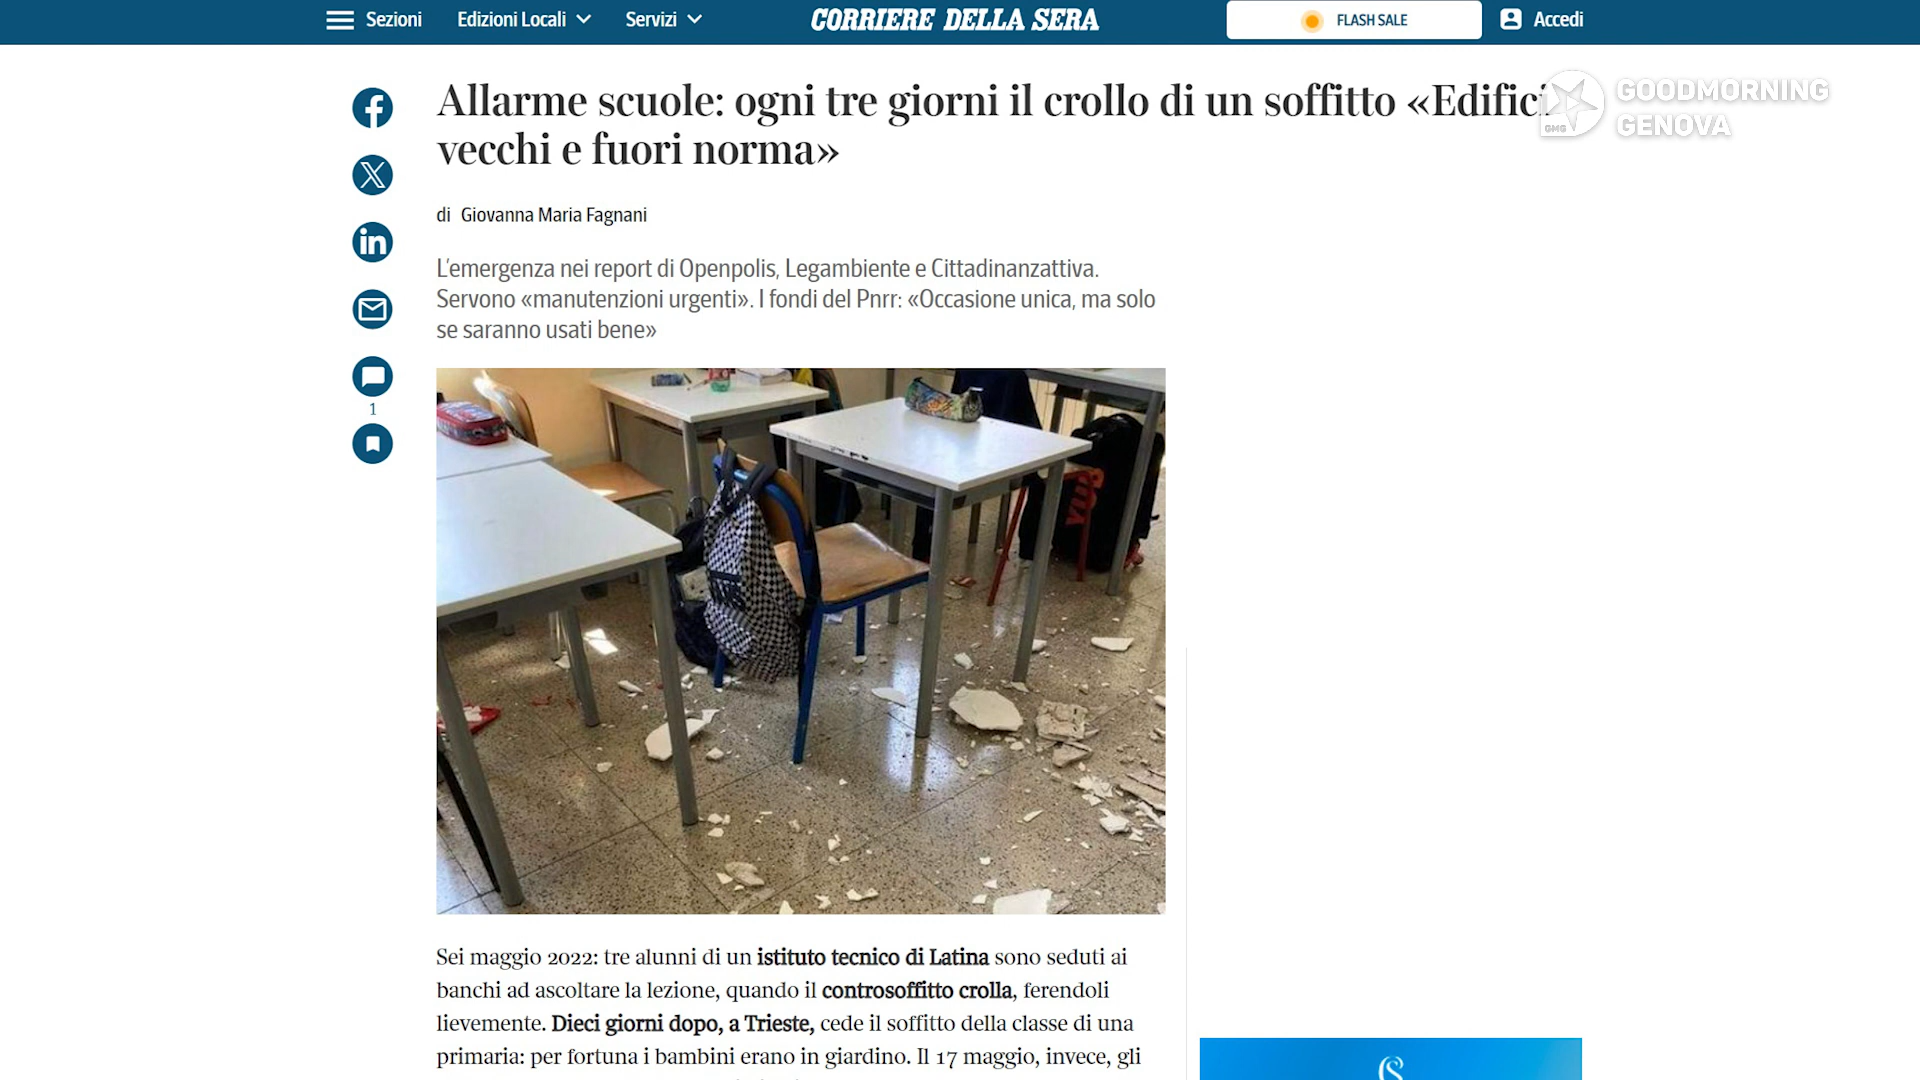 Sezioni
Edizioni Locali
Servizi
CORRIERE DELLA SERA
FLASH SALE
Accedi
GOODMORNING
GENOVA
GMG
Allarme scuole: ogni tre giorni il crollo di un soffitto «Edifici
vecchi e fuori norma»
di Giovanna Maria Fagnani
L'emergenza nei report di Openpolis, Legambiente e Cittadinanzattiva.
Servono «manutenzioni urgenti». I fondi del Pnrr: «Occasione unica, ma solo
se saranno usati bene»
1
Sei maggio 2022: tre alunni di un istituto tecnico di Latina sono seduti ai
banchi ad ascoltare la lezione, quando il controsoffitto crolla, ferendoli
lievemente. Dieci giorni dopo, a Trieste, cede il soffitto della classe di una
primaria: per fortuna i bambini erano in giardino. Il 17 maggio, invece, gli